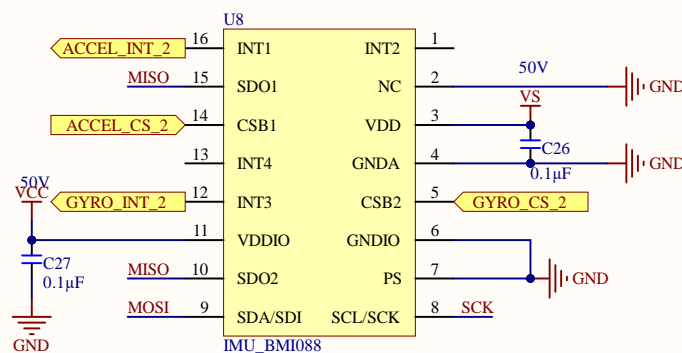 U8
ACCEL_INT_2 16 INT1 INT2 1
MISO 15 SDO1 NC 2 50V GND
VS
ACCEL_CS_2 14 CSB1 VDD 3
C26
0.1µF
13 INT4 GNDA 4 GND
50V
VCC
GYRO_INT_2 12 INT3 CSB2 5 GYRO_CS_2
11 VDDIO GNDIO 6
C27
0.1µF
MISO 10 SDO2 PS 7 GND
MOSI 9 SDA/SDI SCL/SCK 8 SCK
GND
IMU_BMI088